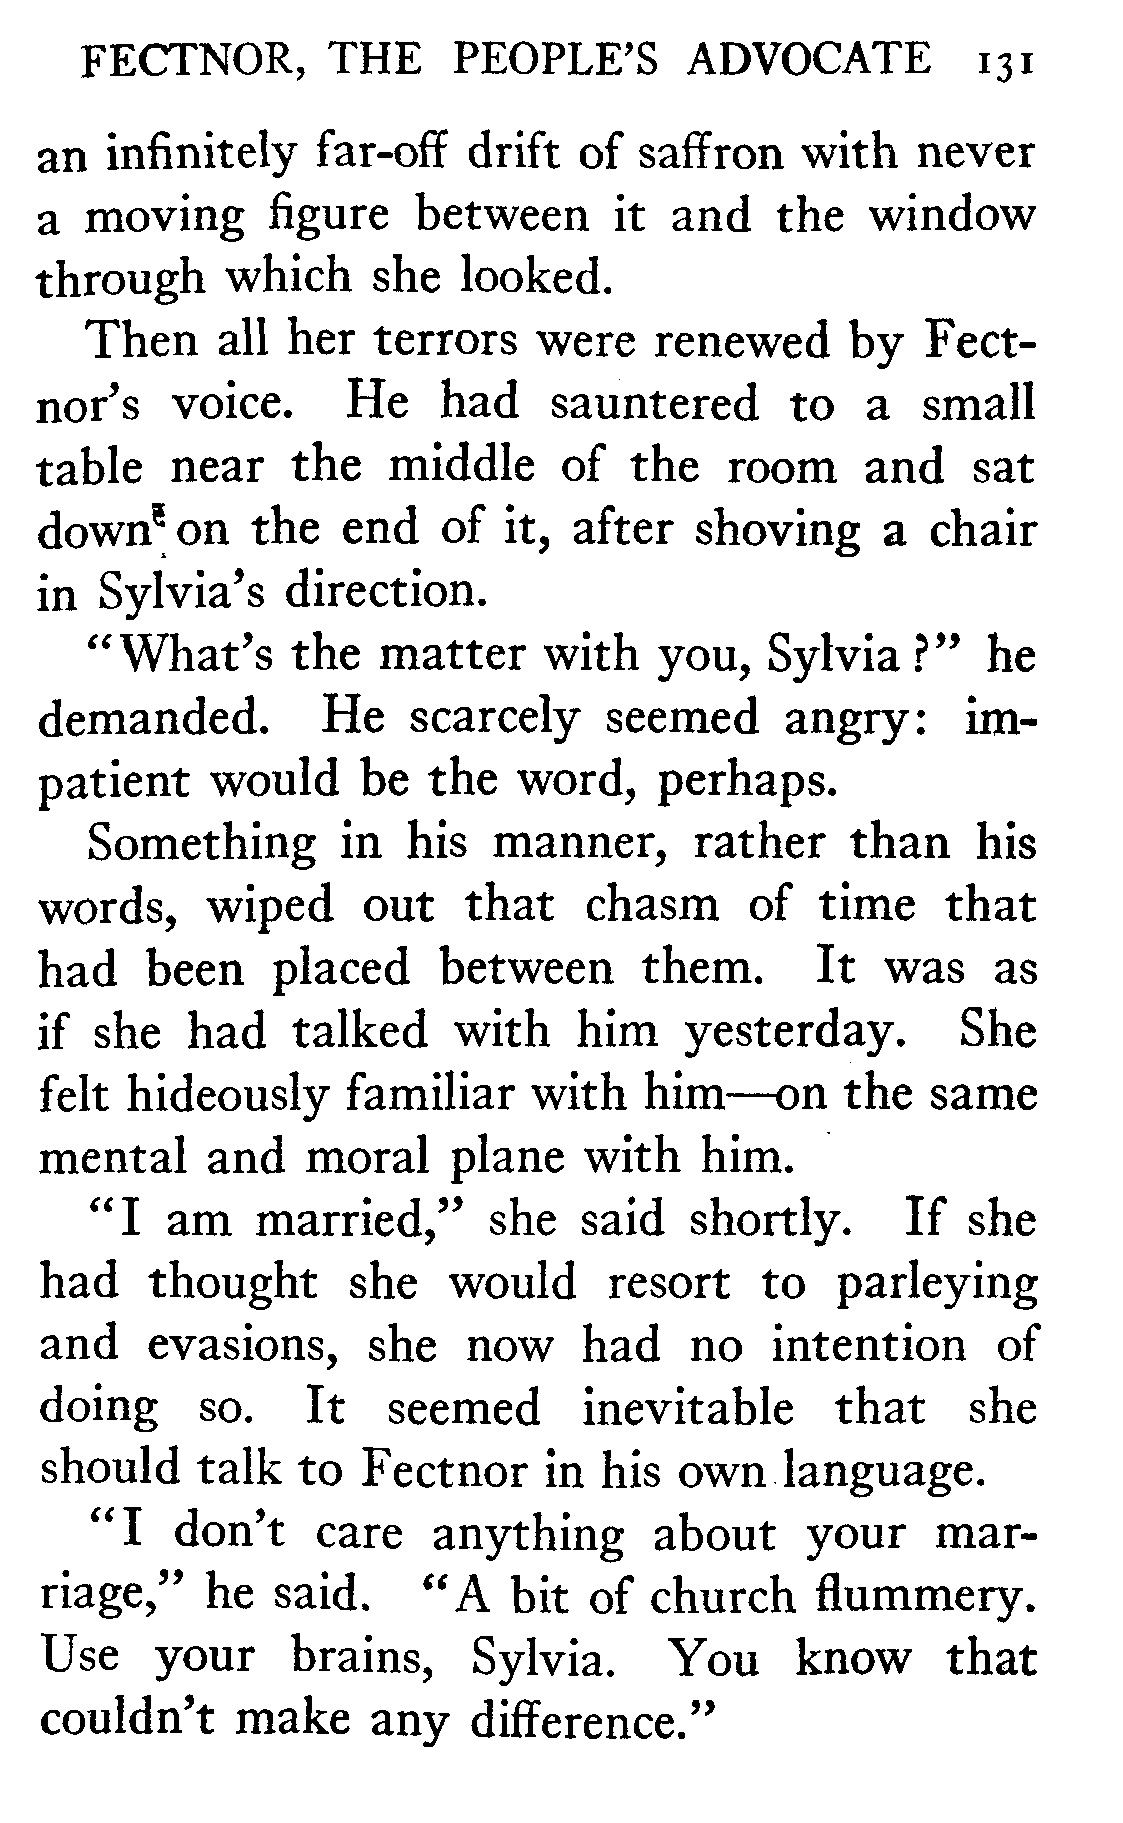 FECTNOR, THE PEOPLE'S ADVOCATE 131
an infinitely far-off drift of saffron with never
a moving figure between it and the window
through which she looked.
Then all her terrors were renewed by Fect-
nor's voice. He had sauntered to a small
table near the middle of the room and sat
down on the end of it, after shoving a chair
in Sylvia's direction.
"What's the matter with you, Sylvia?" he
demanded. He scarcely seemed angry: im-
patient would be the word, perhaps.
Something in his manner, rather than his
words, wiped out that chasm of time that
had been placed between them. It was as
if she had talked with him yesterday. She
felt hideously familiar with him—on the same
mental and moral plane with him.
"I am married," she said shortly. If she
had thought she would resort to parleying
and evasions, she now had no intention of
doing so. It seemed inevitable that she
should talk to Fectnor in his own language.
"I don't care anything about your mar-
riage," he said. "A bit of church flummery.
Use your brains, Sylvia. You know that
couldn't make any difference."